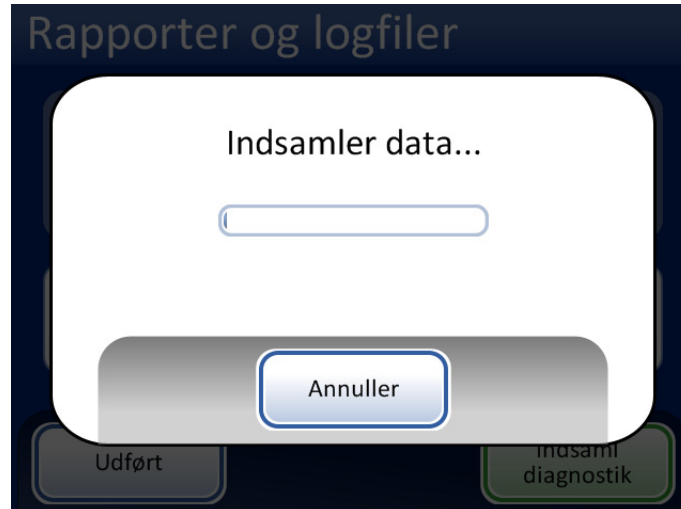 Rapporter og logfiler
Indsamler data...
Annuller
Udført
Indsaml
diagnostik